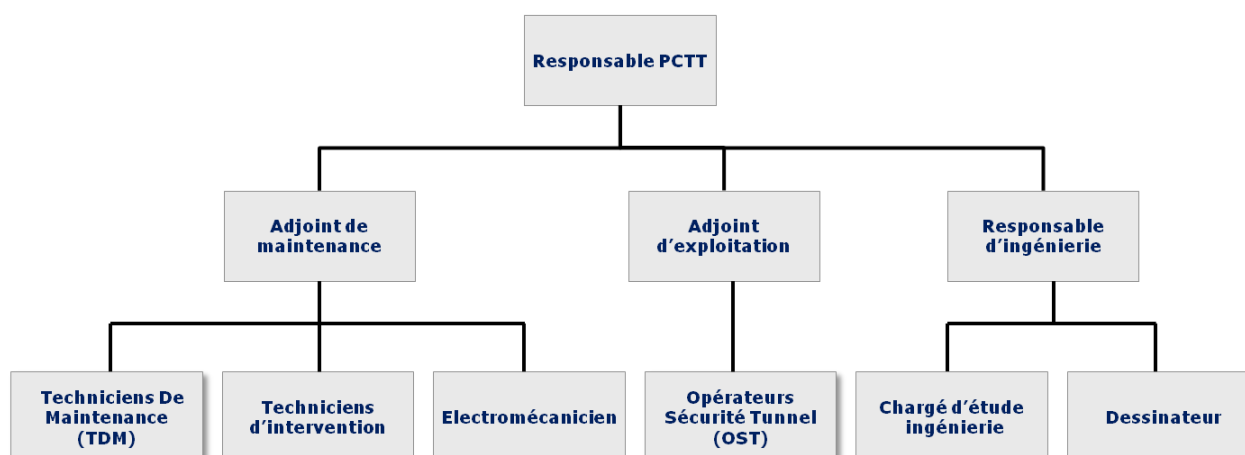 Responsable PCTT
Adjoint de
maintenance
Adjoint
d’exploitation
Responsable
d’ingénierie
Techniciens De
Maintenance
(TDM)
Techniciens
d’intervention
Electromécanicien
Opérateurs
Sécurité Tunnel
(OST)
Chargé d’étude
ingénierie
Dessinateur